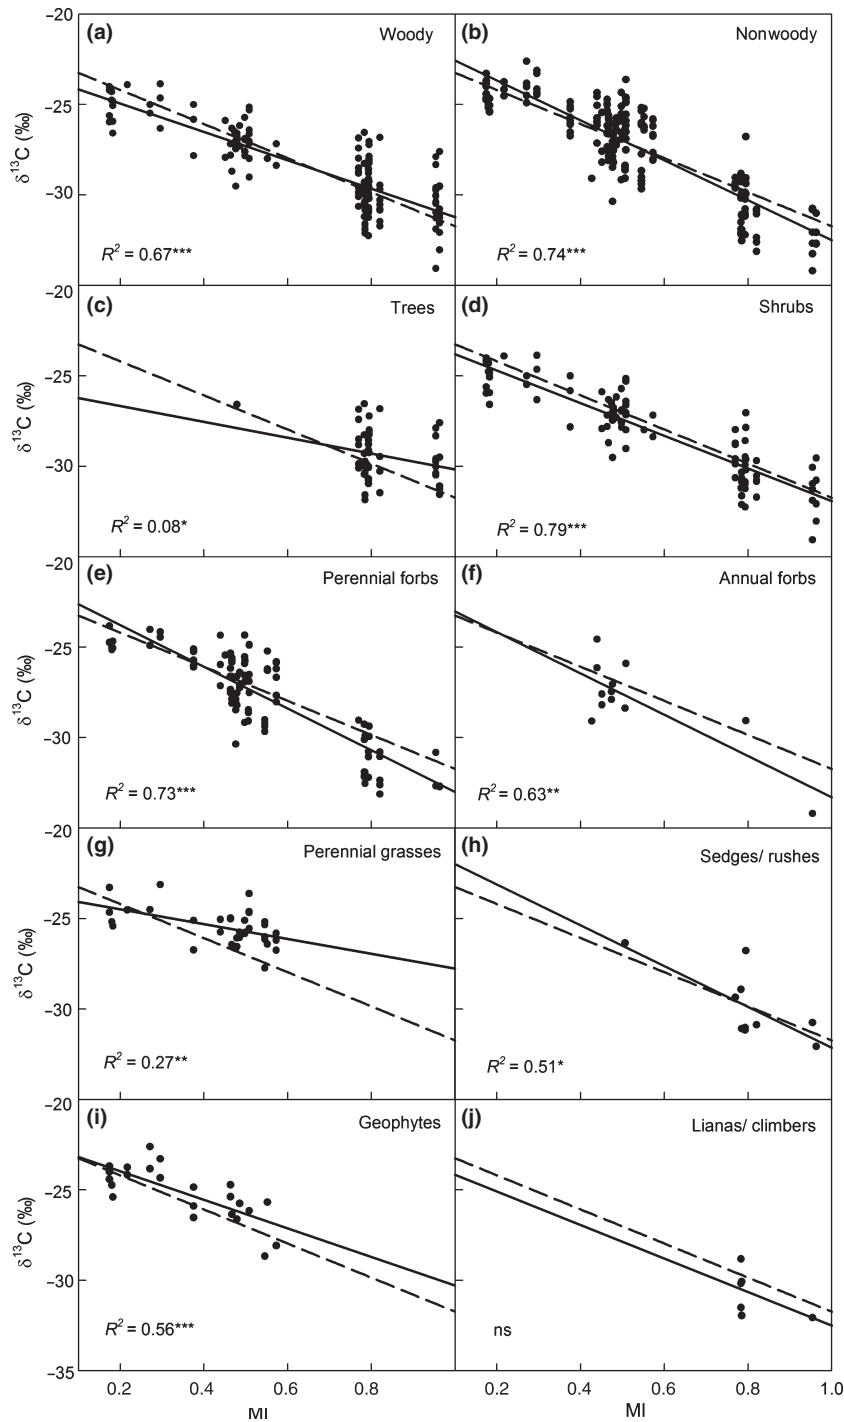 −20
(a) Woody
(b) Nonwoody
−25
δ¹³C (‰)
−30
R² = 0.67***
R² = 0.74***
−20
(c) Trees
(d) Shrubs
−25
δ¹³C (‰)
−30
R² = 0.08*
R² = 0.79***
−20
(e) Perennial forbs
(f) Annual forbs
−25
δ¹³C (‰)
−30
R² = 0.73***
R² = 0.63**
−20
(g) Perennial grasses
(h) Sedges/ rushes
−25
δ¹³C (‰)
−30
R² = 0.27**
R² = 0.51*
−20
(i) Geophytes
(j) Lianas/ climbers
−25
δ¹³C (‰)
−30
R² = 0.56***
ns
−35
0.2 0.4 0.6 0.8
0.2 0.4 0.6 0.8 1.0
MI
MI